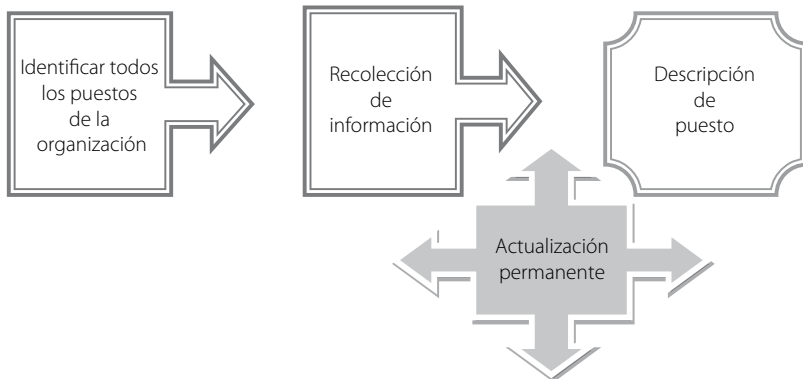 Identificar todos
los puestos
de la
organización
Recolección
de
información
Descripción
de
puesto
Actualización
permanente